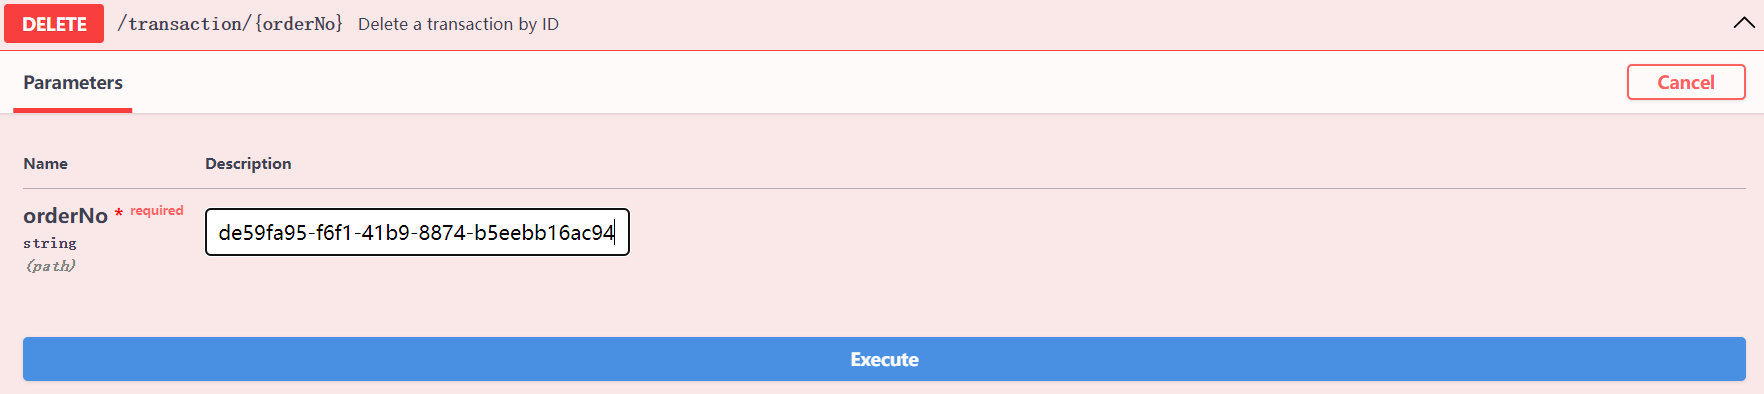 DELETE /transaction/{orderNo} Delete a transaction by ID
Parameters Cancel
Name Description
orderNo * required
string
(path)
de59fa95-f6f1-41b9-8874-b5eebb16ac94
Execute